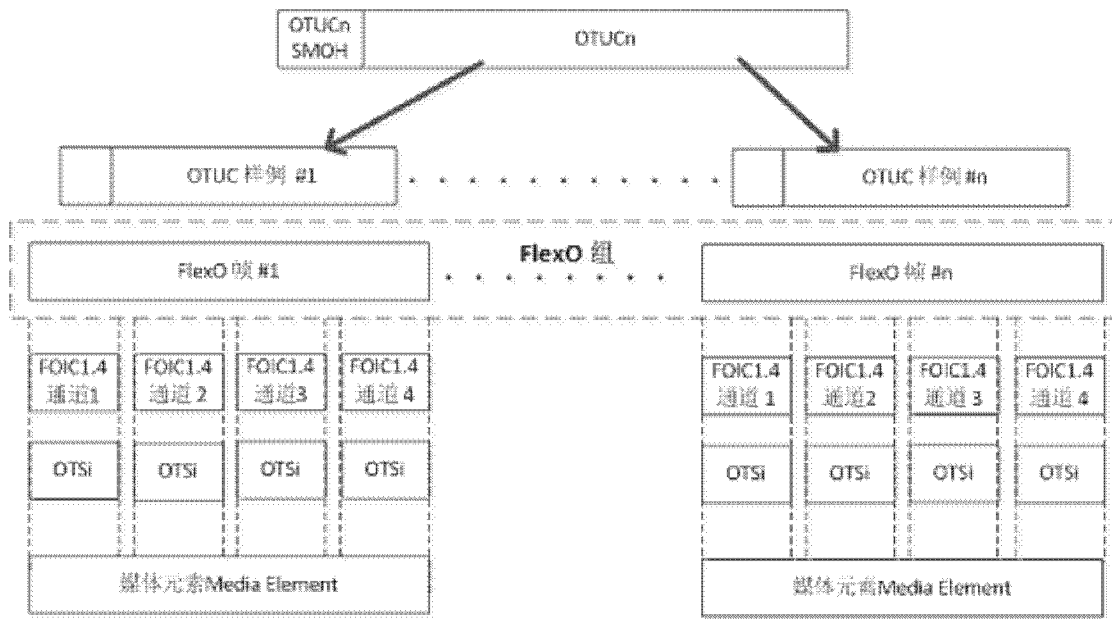 OTUCn
SMOH
OTUCn
OTUC 样例 #1
OTUC 样例 #n
FlexO 组
FlexO 帧 #1
FlexO 帧 #n
FOIC1.4 FOIC1.4 FOIC1.4 FOIC1.4
通道1 通道 2 通道3 通道 4
FOIC1.4 FOIC1.4 FOIC1.4 FOIC1.4
通道 1 通道2 通道 3 通道 4
OTSi OTSi OTSi OTSi
OTSi OTSi OTSi OTSi
媒体元素Media Element
媒体元素Media Element